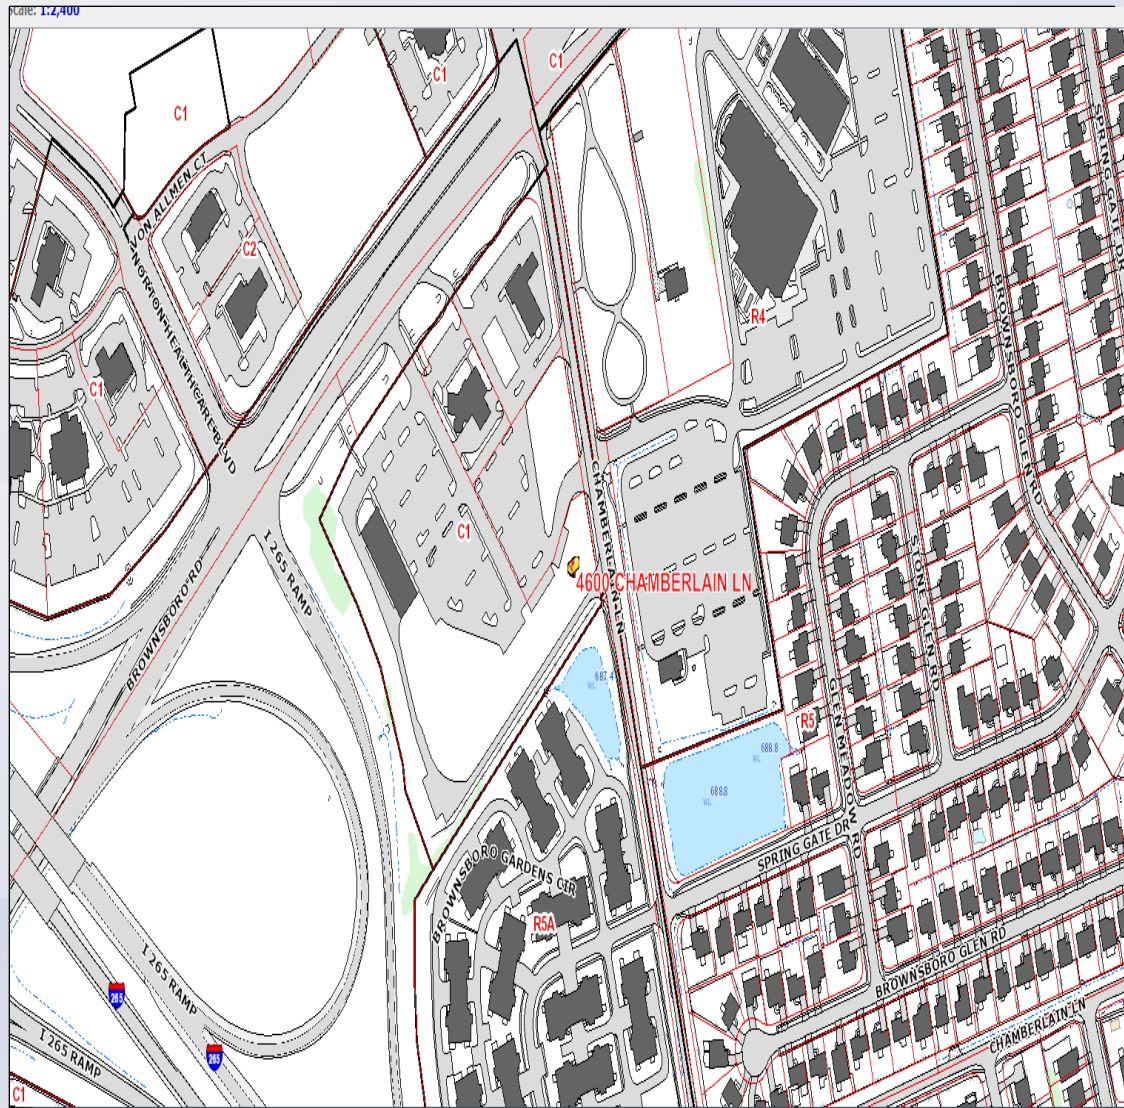 Scale: 1:2,400
C1
C1
C1
VON ALLMEN CT
SPRING GATE DR
C2
NORTON HEALTHCARE BLVD
BROWNSBORO GLEN RD
R4
C1
C1
CHAMBERLAIN LN
I 265 RAMP
4600 CHAMBERLAIN LN
STONE GLEN RD
BROWNSBORO RD
687.4
WL
R5
GLEN MEADOW RD
688.8
WL
688.8
WL
SPRING GATE DR
BROWNSBORO GARDENS CIR
R5A
BROWNSBORO GLEN RD
I 265 RAMP
265
CHAMBERLAIN LN
I 265 RAMP
265
C1